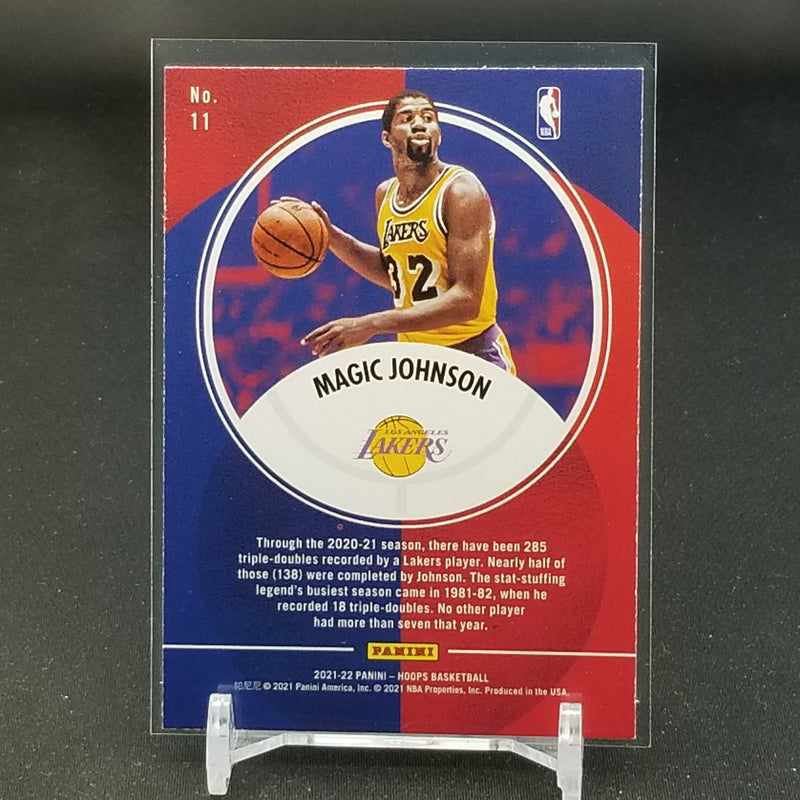 No.
11
NBA
LAKERS
32
MAGIC JOHNSON
LOS ANGELES
LAKERS
Through the 2020-21 season, there have been 285
triple-doubles recorded by a Lakers player. Nearly half of
those (138) were completed by Johnson. The stat-stuffing
legend's busiest season came in 1981-82, when he
recorded 18 triple-doubles. No other player
had more than seven that year.
PANINI
2021-22 PANINI – HOOPS BASKETBALL
帕尼尼 © 2021 Panini America, Inc. © 2021 NBA Properties, Inc. Produced in the USA.